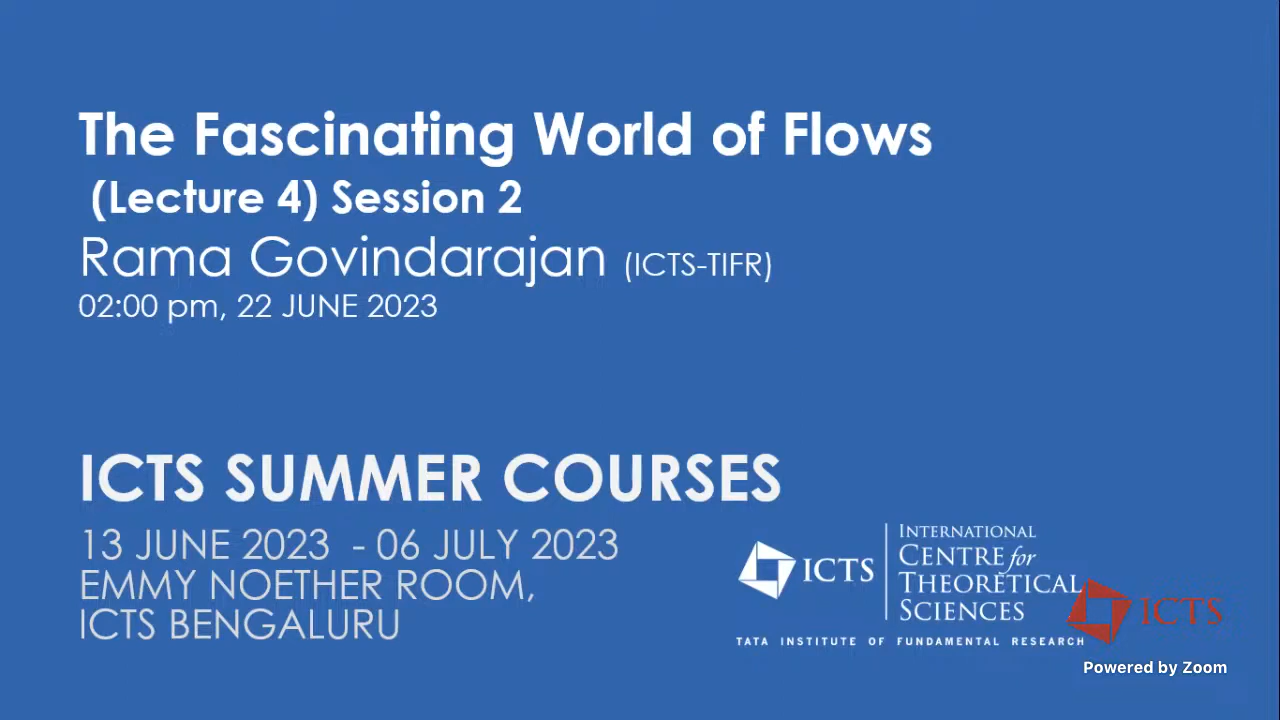 The Fascinating World of Flows
(Lecture 4) Session 2
Rama Govindarajan (ICTS-TIFR)
02:00 pm, 22 JUNE 2023
ICTS SUMMER COURSES
13 JUNE 2023 - 06 JULY 2023
EMMY NOETHER ROOM,
ICTS BENGALURU
ICTS
INTERNATIONAL
CENTRE for
THEORETICAL
SCIENCES
TATA INSTITUTE OF FUNDAMENTAL RESEARCH
ICTS
Powered by Zoom